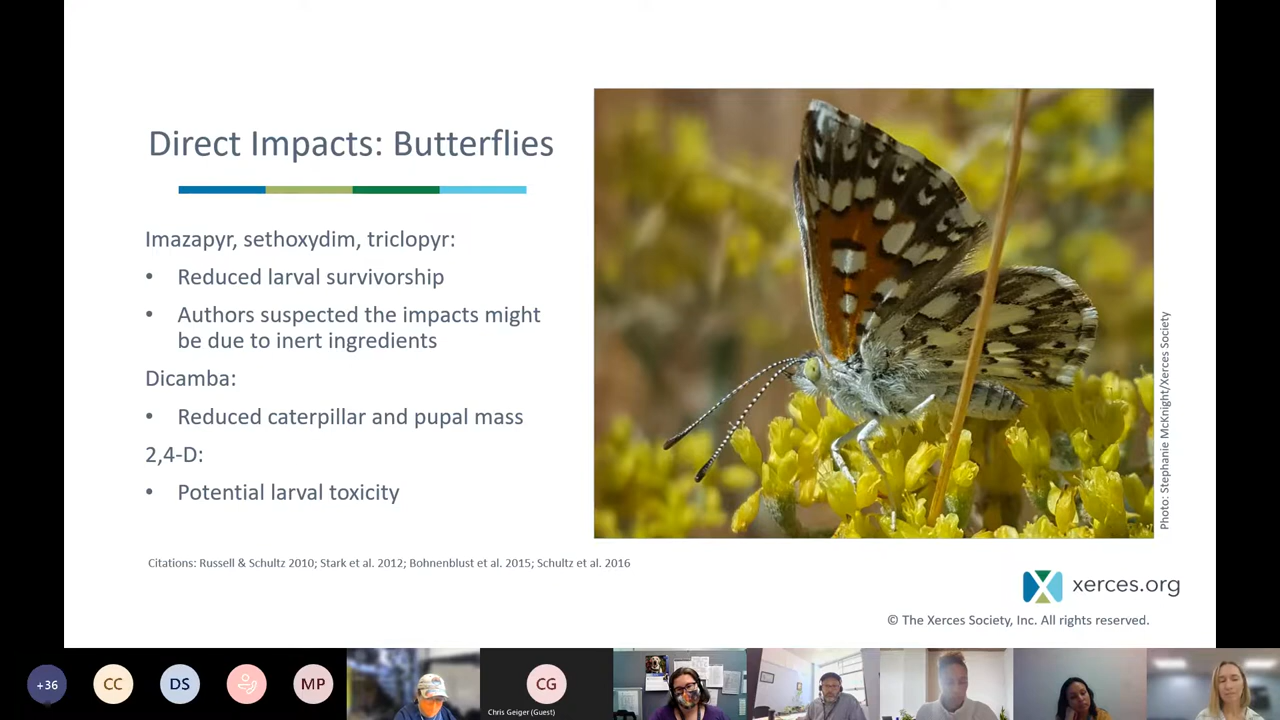 Direct Impacts: Butterflies
Imazapyr, sethoxydim, triclopyr:
• Reduced larval survivorship
• Authors suspected the impacts might
be due to inert ingredients
Dicamba:
• Reduced caterpillar and pupal mass
2,4-D:
• Potential larval toxicity
Citations: Russell & Schultz 2010; Stark et al. 2012; Bohnenblust et al. 2015; Schultz et al. 2016
Photo: Stephanie McKnight/Xerces Society
xerces.org
© The Xerces Society, Inc. All rights reserved.
+36
CC
DS
MP
CG
Chris Geiger (Guest)